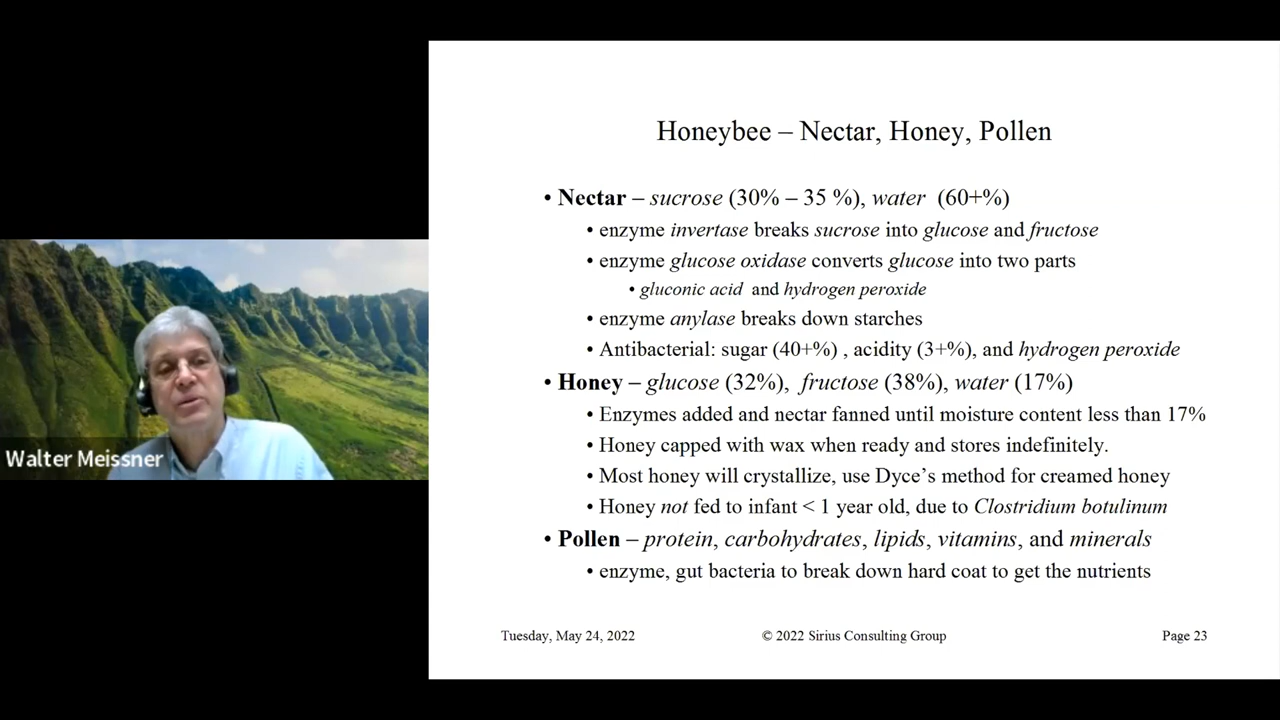 Honeybee – Nectar, Honey, Pollen
• Nectar – sucrose (30% – 35 %), water (60+%)
• enzyme invertase breaks sucrose into glucose and fructose
• enzyme glucose oxidase converts glucose into two parts
• gluconic acid and hydrogen peroxide
• enzyme anylase breaks down starches
• Antibacterial: sugar (40+%) , acidity (3+%), and hydrogen peroxide
• Honey – glucose (32%), fructose (38%), water (17%)
• Enzymes added and nectar fanned until moisture content less than 17%
• Honey capped with wax when ready and stores indefinitely.
• Most honey will crystallize, use Dyce's method for creamed honey
• Honey not fed to infant < 1 year old, due to Clostridium botulinum
• Pollen – protein, carbohydrates, lipids, vitamins, and minerals
• enzyme, gut bacteria to break down hard coat to get the nutrients
Tuesday, May 24, 2022 © 2022 Sirius Consulting Group Page 23
Walter Meissner